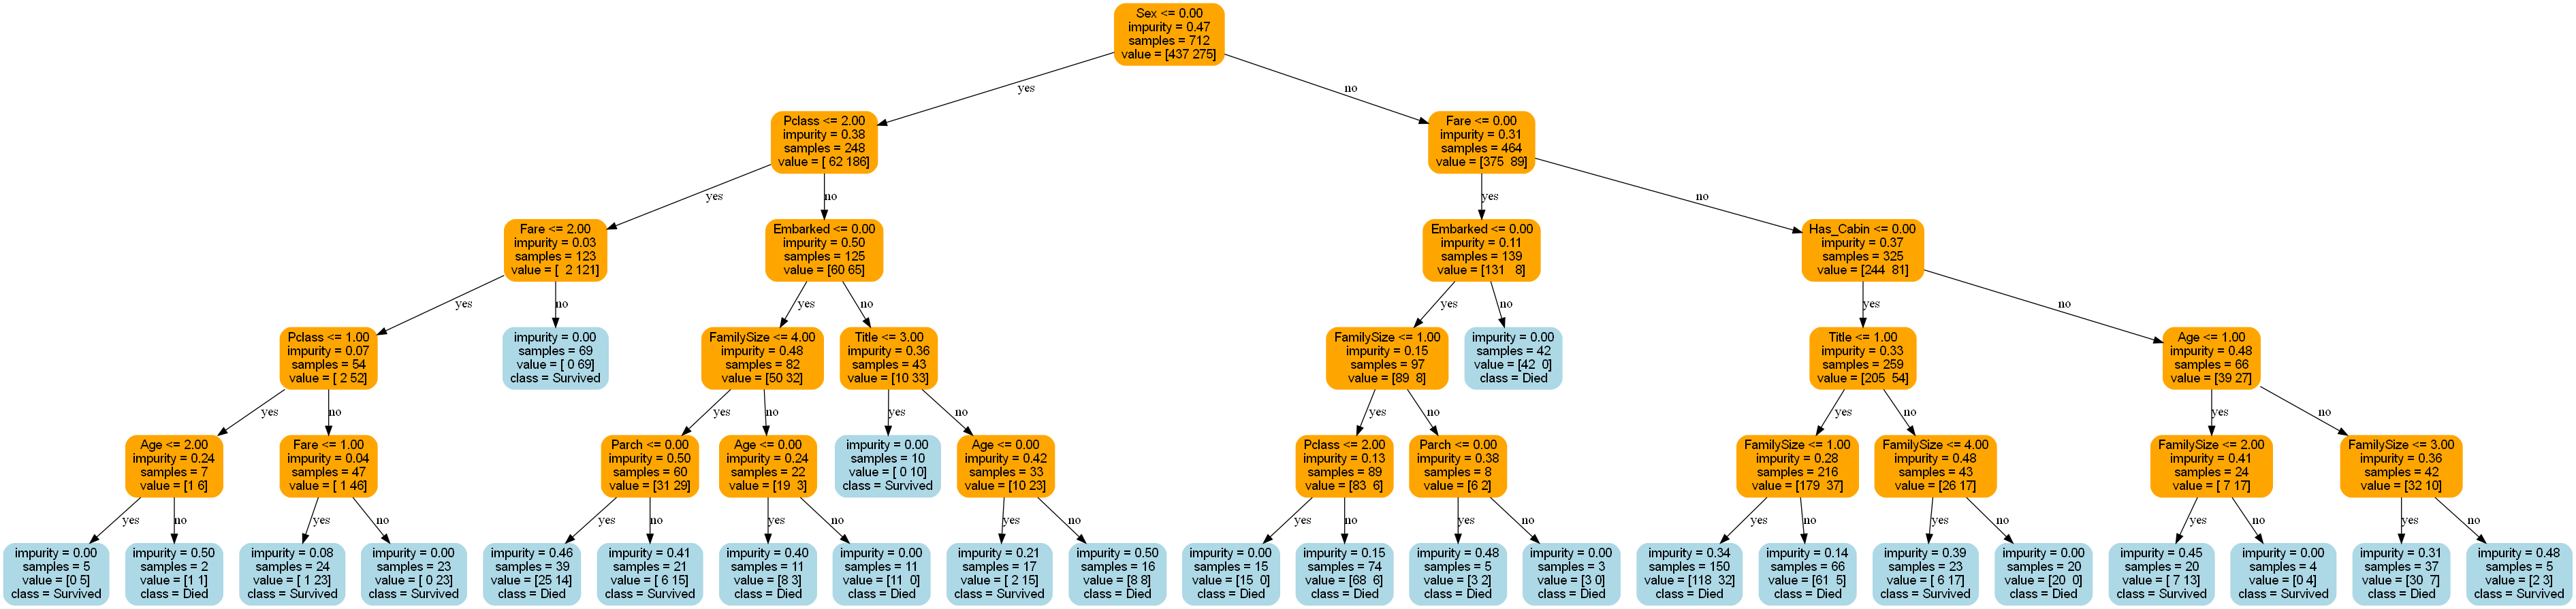 Sex <= 0.00
impurity = 0.47
samples = 712
value = [437 275]
yes
no
Pclass <= 2.00
impurity = 0.38
samples = 248
value = [ 62 186]
Fare <= 0.00
impurity = 0.31
samples = 464
value = [375  89]
yes
no
yes
no
Fare <= 2.00
impurity = 0.03
samples = 123
value = [  2 121]
Embarked <= 0.00
impurity = 0.50
samples = 125
value = [60 65]
Embarked <= 0.00
impurity = 0.11
samples = 139
value = [131   8]
Has_Cabin <= 0.00
impurity = 0.37
samples = 325
value = [244  81]
yes
no
yes
no
yes
no
yes
no
Pclass <= 1.00
impurity = 0.07
samples = 54
value = [ 2 52]
impurity = 0.00
samples = 69
value = [ 0 69]
class = Survived
FamilySize <= 4.00
impurity = 0.48
samples = 82
value = [50 32]
Title <= 3.00
impurity = 0.36
samples = 43
value = [10 33]
FamilySize <= 1.00
impurity = 0.15
samples = 97
value = [89  8]
impurity = 0.00
samples = 42
value = [42  0]
class = Died
Title <= 1.00
impurity = 0.33
samples = 259
value = [205  54]
Age <= 1.00
impurity = 0.48
samples = 66
value = [39 27]
yes
no
yes
no
yes
no
yes
no
yes
no
yes
no
Age <= 2.00
impurity = 0.24
samples = 7
value = [1 6]
Fare <= 1.00
impurity = 0.04
samples = 47
value = [ 1 46]
Parch <= 0.00
impurity = 0.50
samples = 60
value = [31 29]
Age <= 0.00
impurity = 0.24
samples = 22
value = [19  3]
impurity = 0.00
samples = 10
value = [ 0 10]
class = Survived
Age <= 0.00
impurity = 0.42
samples = 33
value = [10 23]
Pclass <= 2.00
impurity = 0.13
samples = 89
value = [83  6]
Parch <= 0.00
impurity = 0.38
samples = 8
value = [6 2]
FamilySize <= 1.00
impurity = 0.28
samples = 216
value = [179  37]
FamilySize <= 4.00
impurity = 0.48
samples = 43
value = [26 17]
FamilySize <= 2.00
impurity = 0.41
samples = 24
value = [ 7 17]
FamilySize <= 3.00
impurity = 0.36
samples = 42
value = [32 10]
yes
no
yes
no
yes
no
yes
no
yes
no
yes
no
yes
no
yes
no
yes
no
yes
no
yes
no
impurity = 0.00
samples = 5
value = [0 5]
class = Survived
impurity = 0.50
samples = 2
value = [1 1]
class = Died
impurity = 0.08
samples = 24
value = [ 1 23]
class = Survived
impurity = 0.00
samples = 23
value = [ 0 23]
class = Survived
impurity = 0.46
samples = 39
value = [25 14]
class = Died
impurity = 0.41
samples = 21
value = [ 6 15]
class = Survived
impurity = 0.40
samples = 11
value = [8 3]
class = Died
impurity = 0.00
samples = 11
value = [11  0]
class = Died
impurity = 0.21
samples = 17
value = [ 2 15]
class = Survived
impurity = 0.50
samples = 16
value = [8 8]
class = Died
impurity = 0.00
samples = 15
value = [15  0]
class = Died
impurity = 0.15
samples = 74
value = [68  6]
class = Died
impurity = 0.48
samples = 5
value = [3 2]
class = Died
impurity = 0.00
samples = 3
value = [3 0]
class = Died
impurity = 0.34
samples = 150
value = [118  32]
class = Died
impurity = 0.14
samples = 66
value = [61  5]
class = Died
impurity = 0.39
samples = 23
value = [ 6 17]
class = Survived
impurity = 0.00
samples = 20
value = [20  0]
class = Died
impurity = 0.45
samples = 20
value = [ 7 13]
class = Survived
impurity = 0.00
samples = 4
value = [0 4]
class = Survived
impurity = 0.31
samples = 37
value = [30  7]
class = Died
impurity = 0.48
samples = 5
value = [2 3]
class = Survived